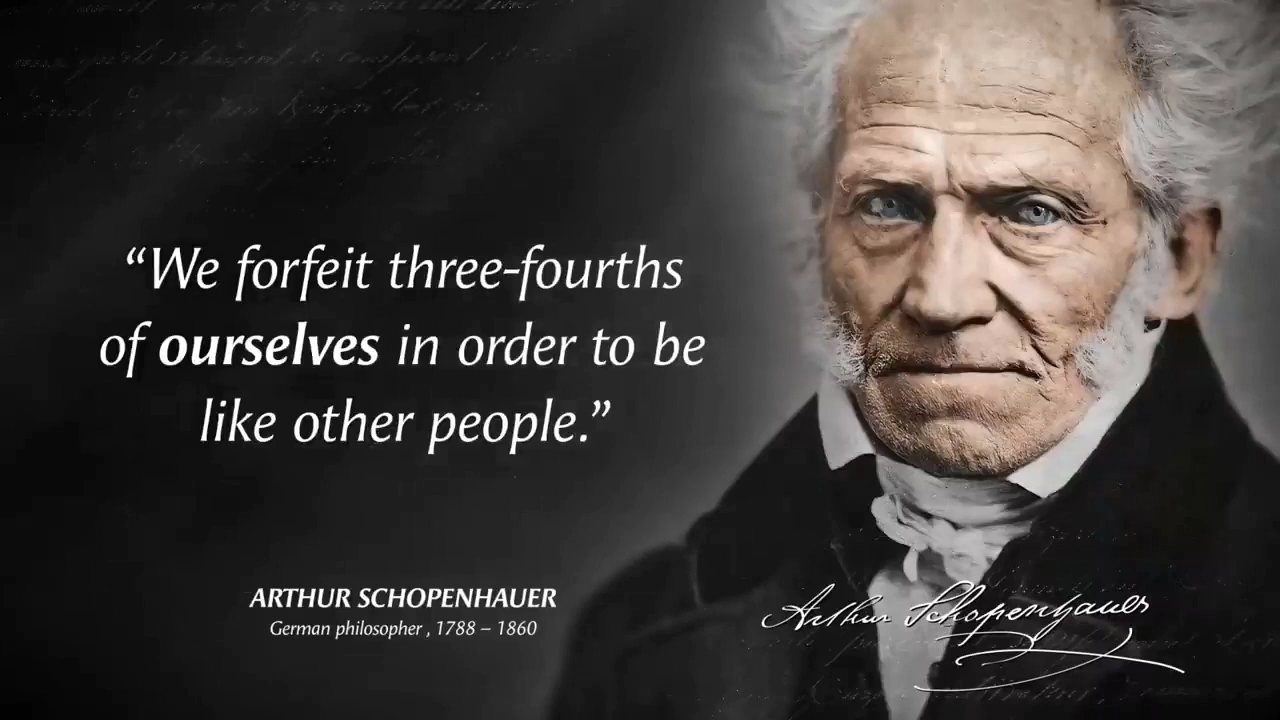 “We forfeit three-fourths
of ourselves in order to be
like other people.”
ARTHUR SCHOPENHAUER
German philosopher , 1788 – 1860
Arthur Schopenhauer